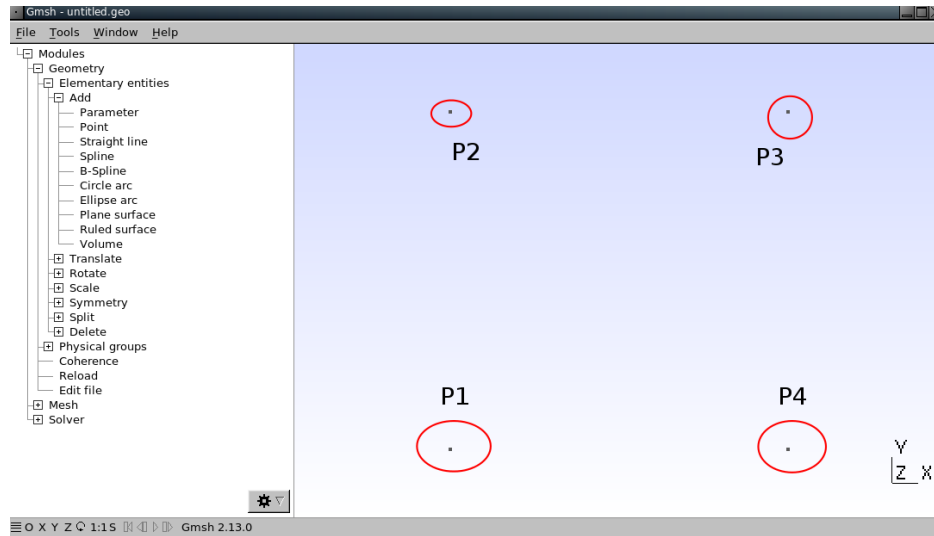 Gmsh - untitled.geo
File Tools Window Help
Modules
Geometry
Elementary entities
Add
Parameter
Point
Straight line
Spline
B-Spline
Circle arc
Ellipse arc
Plane surface
Ruled surface
Volume
Translate
Rotate
Scale
Symmetry
Split
Delete
Physical groups
Coherence
Reload
Edit file
Mesh
Solver
P2
P3
P1
P4
Y
Z X
O X Y Z 1:1 S Gmsh 2.13.0